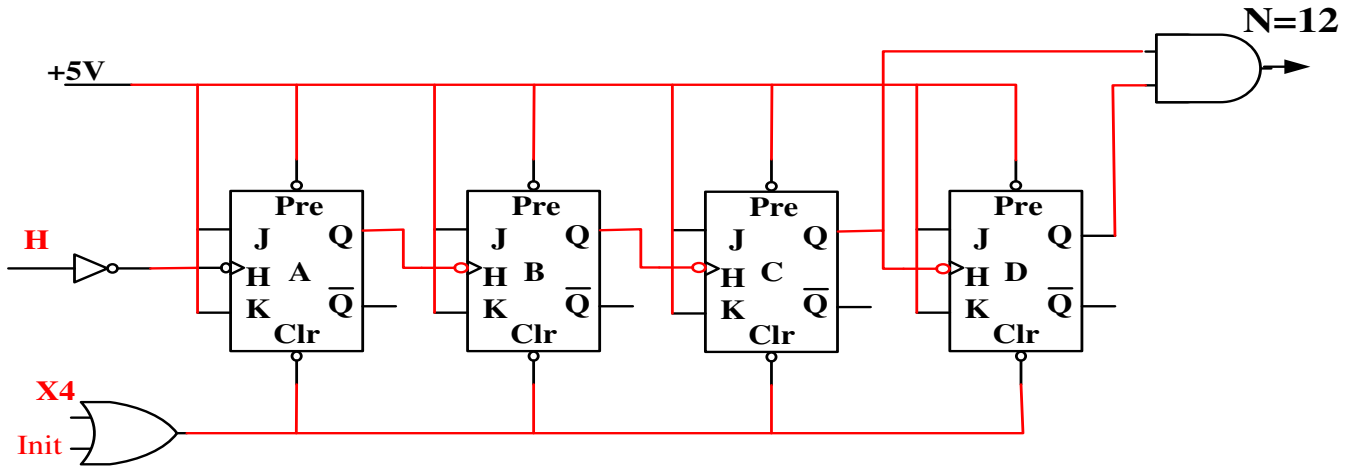 N=12
+5V
Pre Pre Pre Pre
J Q J Q J Q J Q
H
H A H B H C H D
K Q̅ K Q̅ K Q̅ K Q̅
Clr Clr Clr Clr
X4
Init